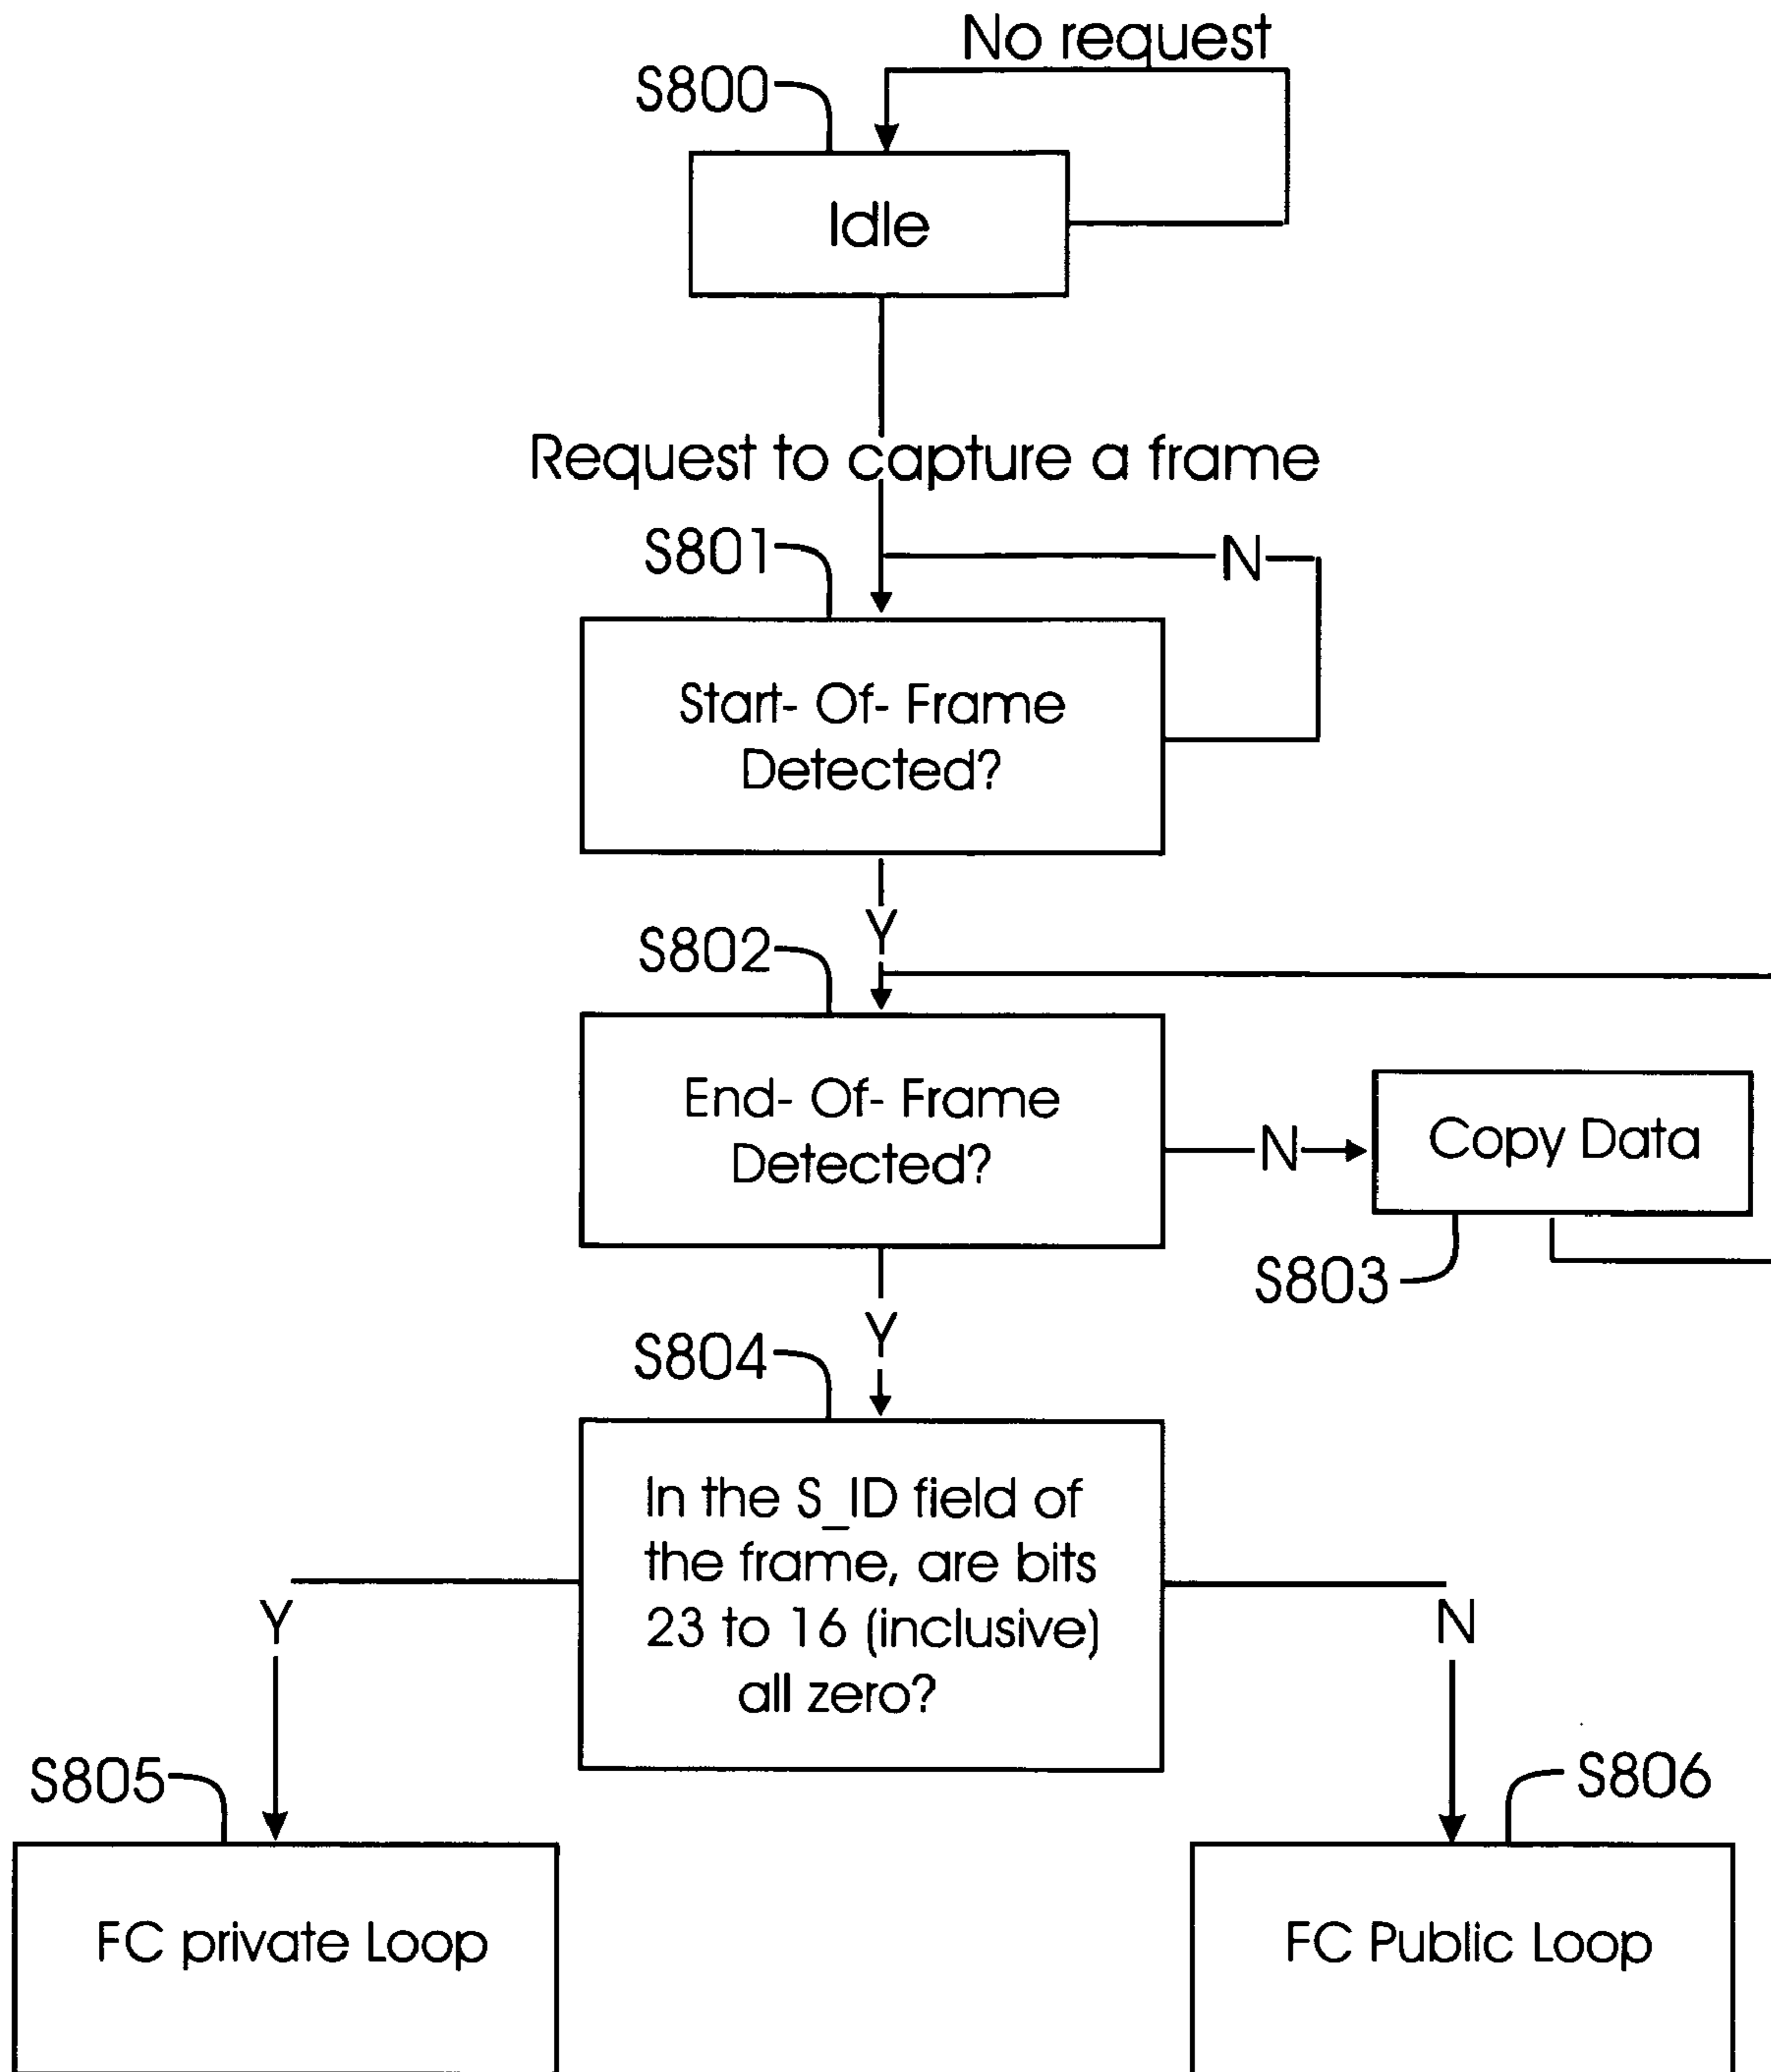 No request
S800
Idle
Request to capture a frame
S801
N
Start- Of- Frame
Detected?
Y
S802
End- Of- Frame
Detected?
N
Copy Data
S803
Y
S804
In the S_ID field of
the frame, are bits
23 to 16 (inclusive)
all zero?
Y
N
S805
S806
FC private Loop
FC Public Loop